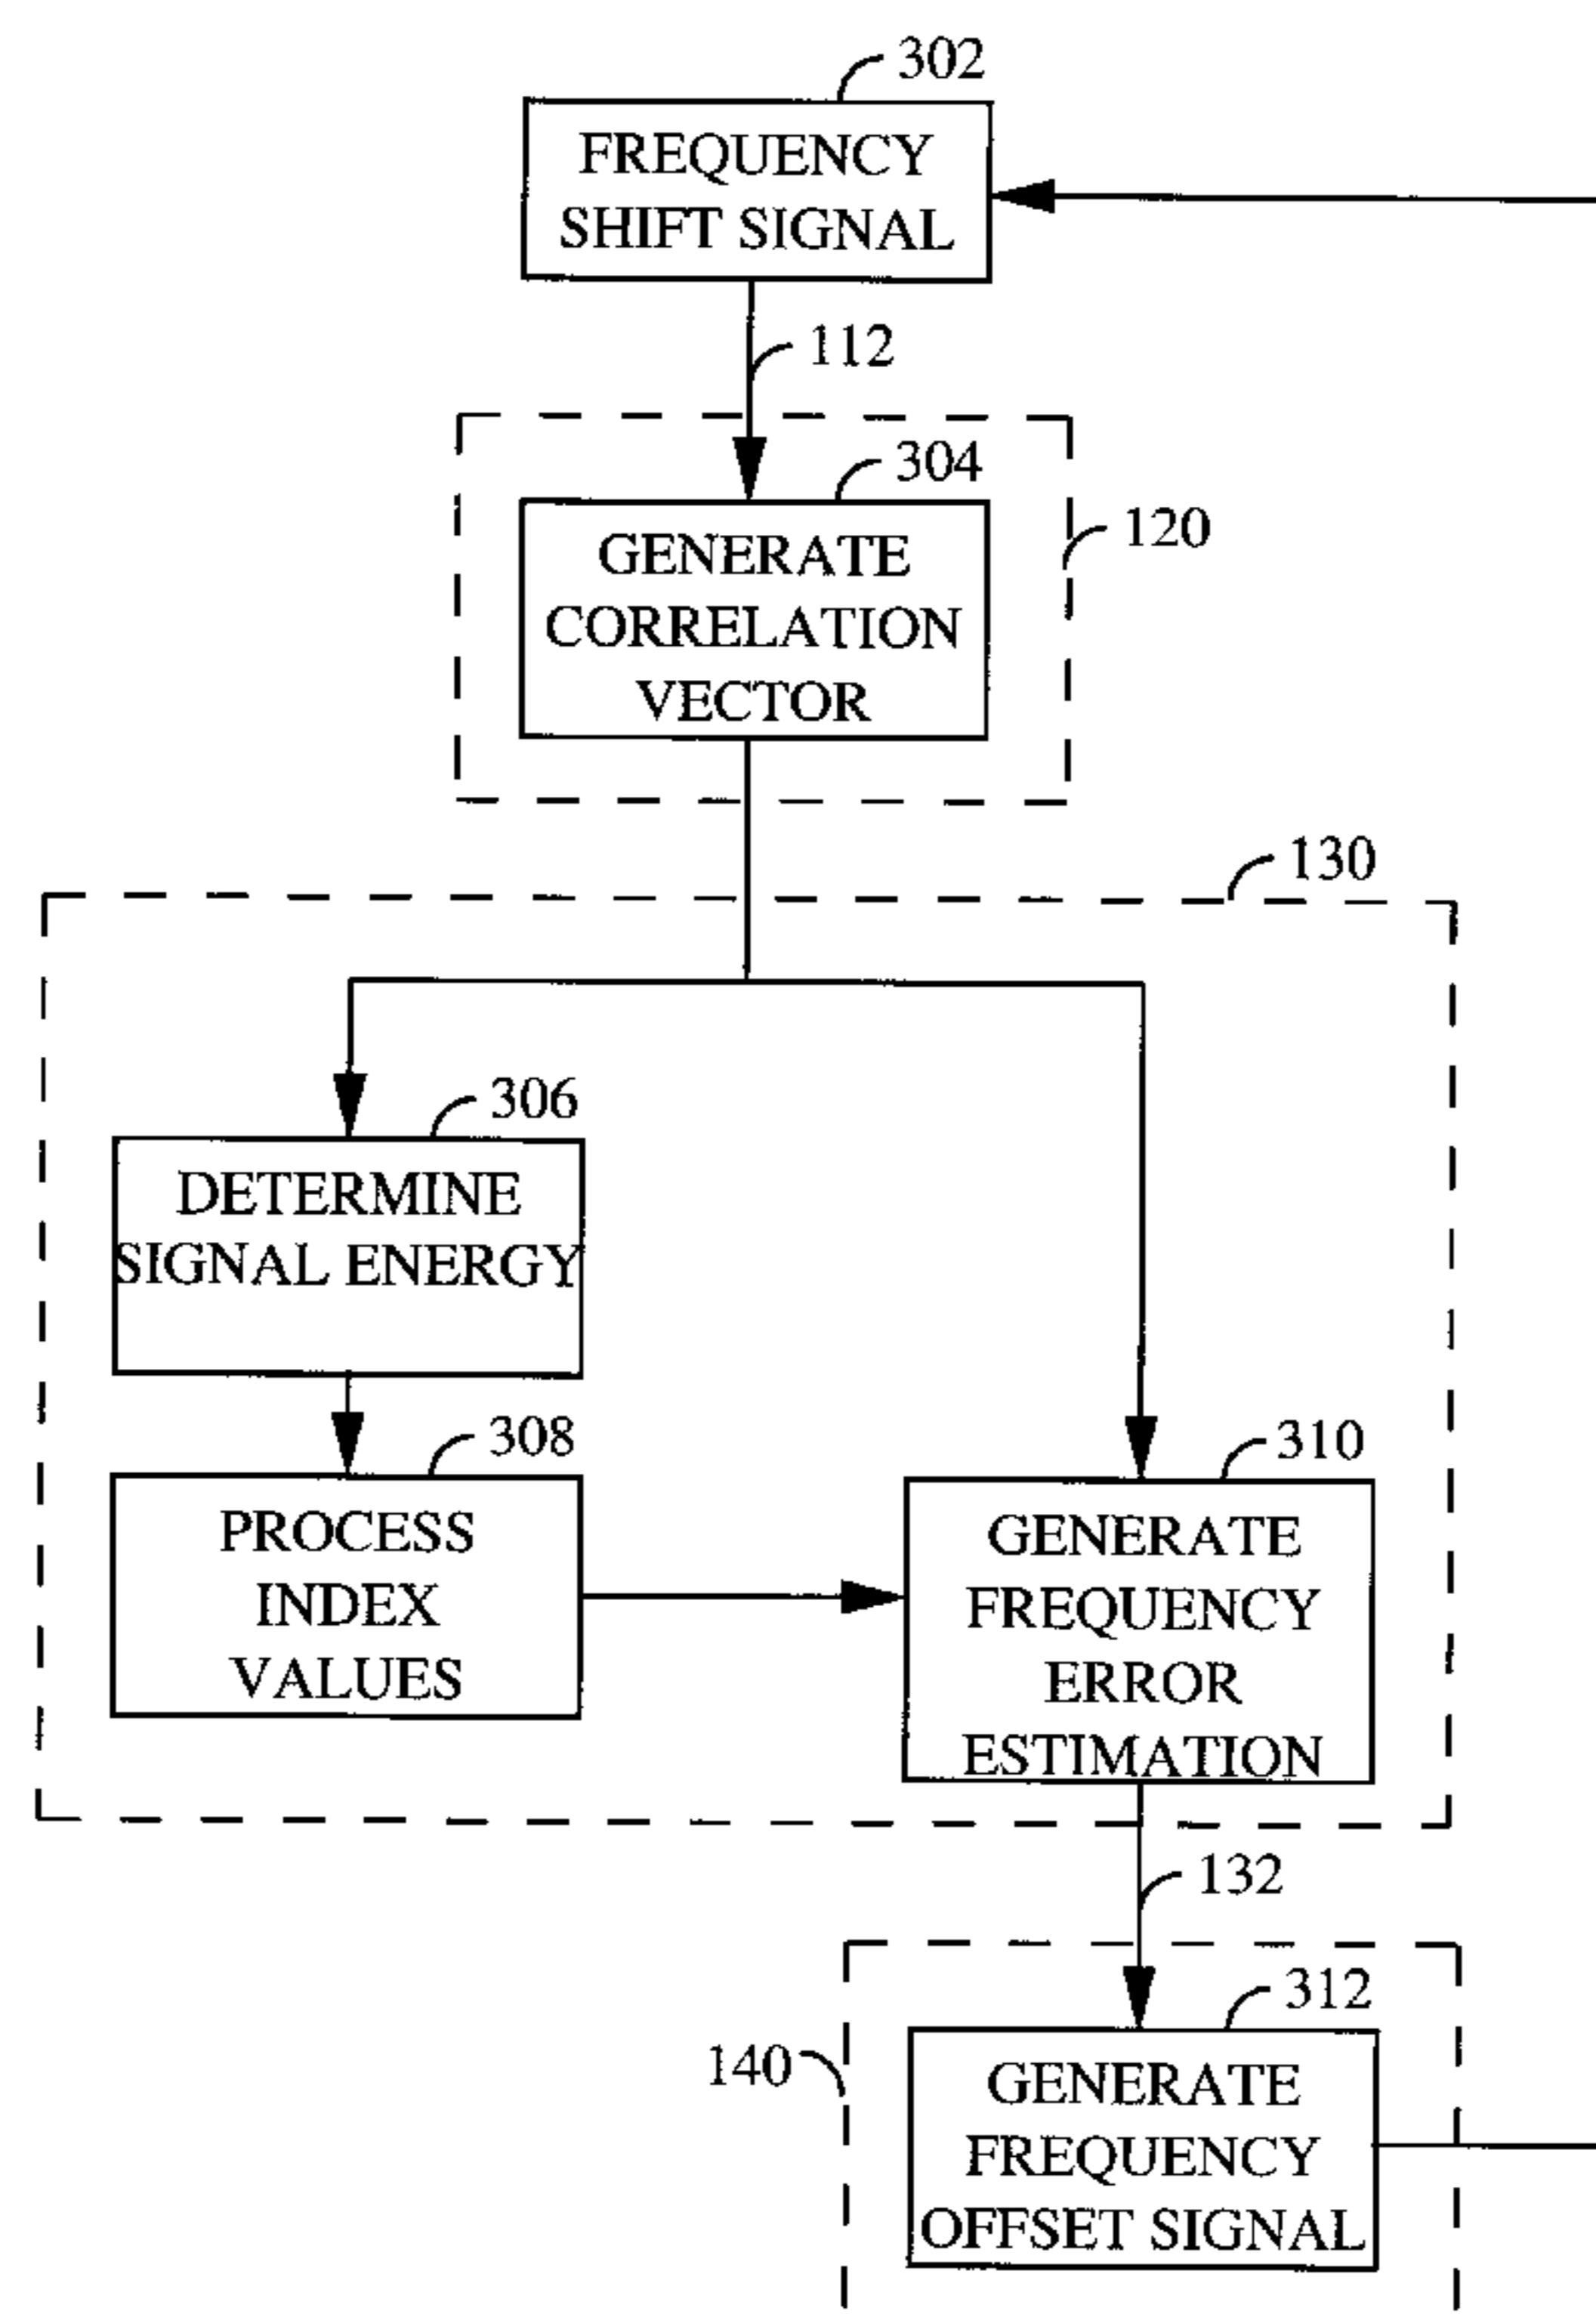 302
FREQUENCY
SHIFT SIGNAL
112
304
GENERATE
CORRELATION
VECTOR
120
130
306
DETERMINE
SIGNAL ENERGY
308
PROCESS
INDEX
VALUES
310
GENERATE
FREQUENCY
ERROR
ESTIMATION
132
312
140
GENERATE
FREQUENCY
OFFSET SIGNAL